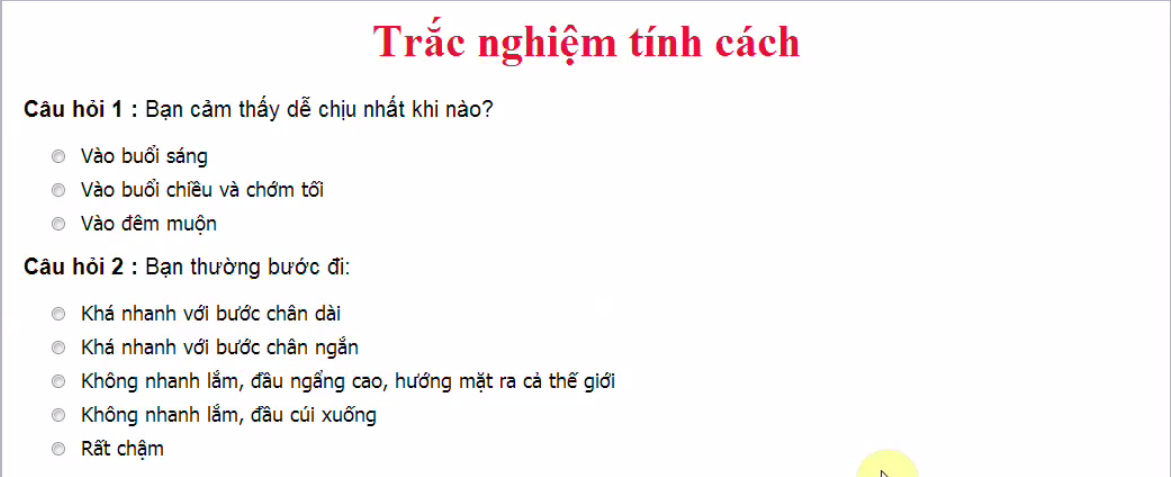 Trắc nghiệm tính cách
Câu hỏi 1 : Bạn cảm thấy dễ chịu nhất khi nào?
Vào buổi sáng
Vào buổi chiều và chớm tối
Vào đêm muộn
Câu hỏi 2 : Bạn thường bước đi:
Khá nhanh với bước chân dài
Khá nhanh với bước chân ngắn
Không nhanh lắm, đầu ngẩng cao, hướng mặt ra cả thế giới
Không nhanh lắm, đầu cúi xuống
Rất chậm